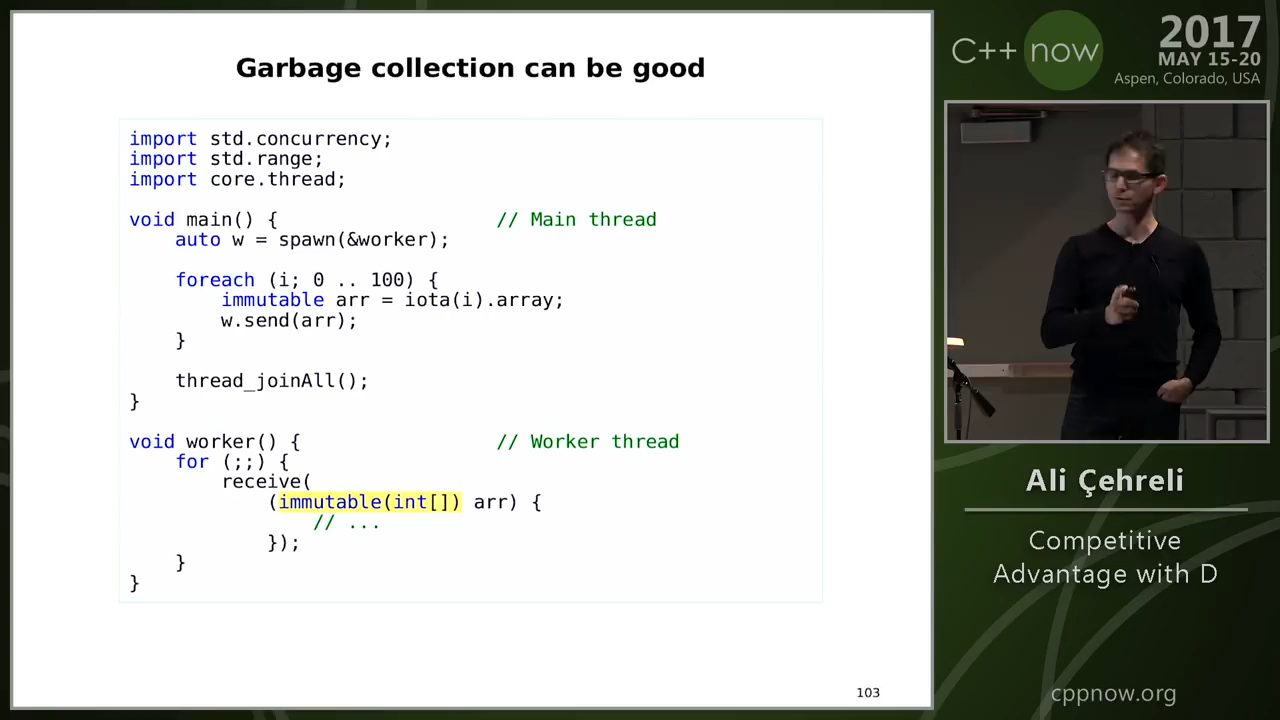 Garbage collection can be good
import std.concurrency;
import std.range;
import core.thread;
void main() { // Main thread
auto w = spawn(&worker);
foreach (i; 0 .. 100) {
immutable arr = iota(i).array;
w.send(arr);
}
thread_joinAll();
}
void worker() { // Worker thread
for (;;) {
receive(
(immutable(int[]) arr) {
// ...
});
}
}
103
C++ now
2017
MAY 15-20
Aspen, Colorado, USA
Ali Çehreli
Competitive
Advantage with D
cppnow.org